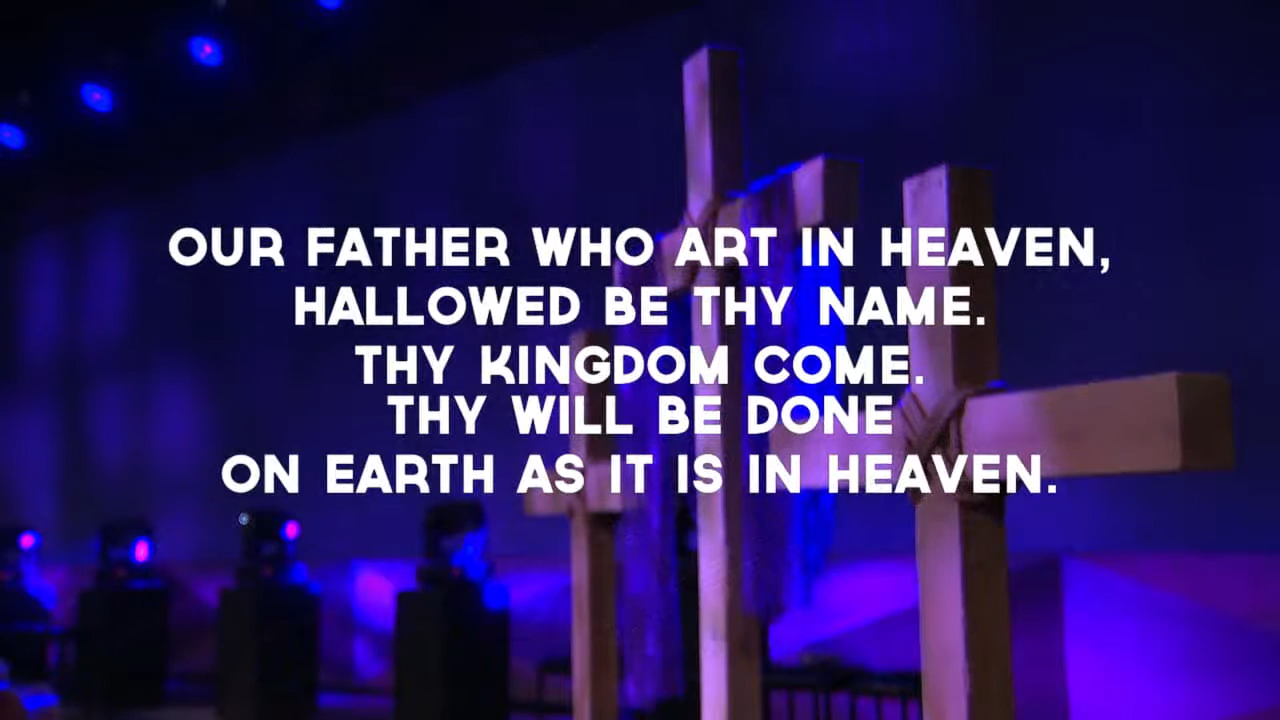 OUR FATHER WHO ART IN HEAVEN,
HALLOWED BE THY NAME.
THY KINGDOM COME.
THY WILL BE DONE
ON EARTH AS IT IS IN HEAVEN.